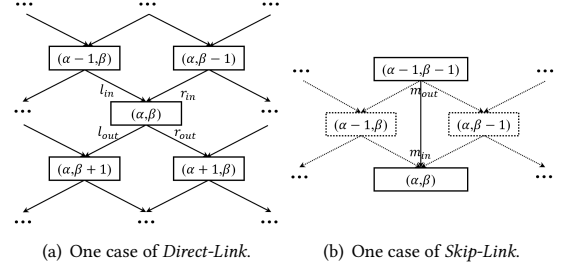 ... ... ...
(α − 1,β) (α,β − 1)
l_in r_in
... (α,β) ...
l_out r_out
(α,β + 1) (α + 1,β)
... ... ...
(a) One case of Direct-Link.
(α − 1,β − 1)
... m_out ...
(α − 1,β) (α,β − 1)
m_in
... (α,β) ...
(b) One case of Skip-Link.